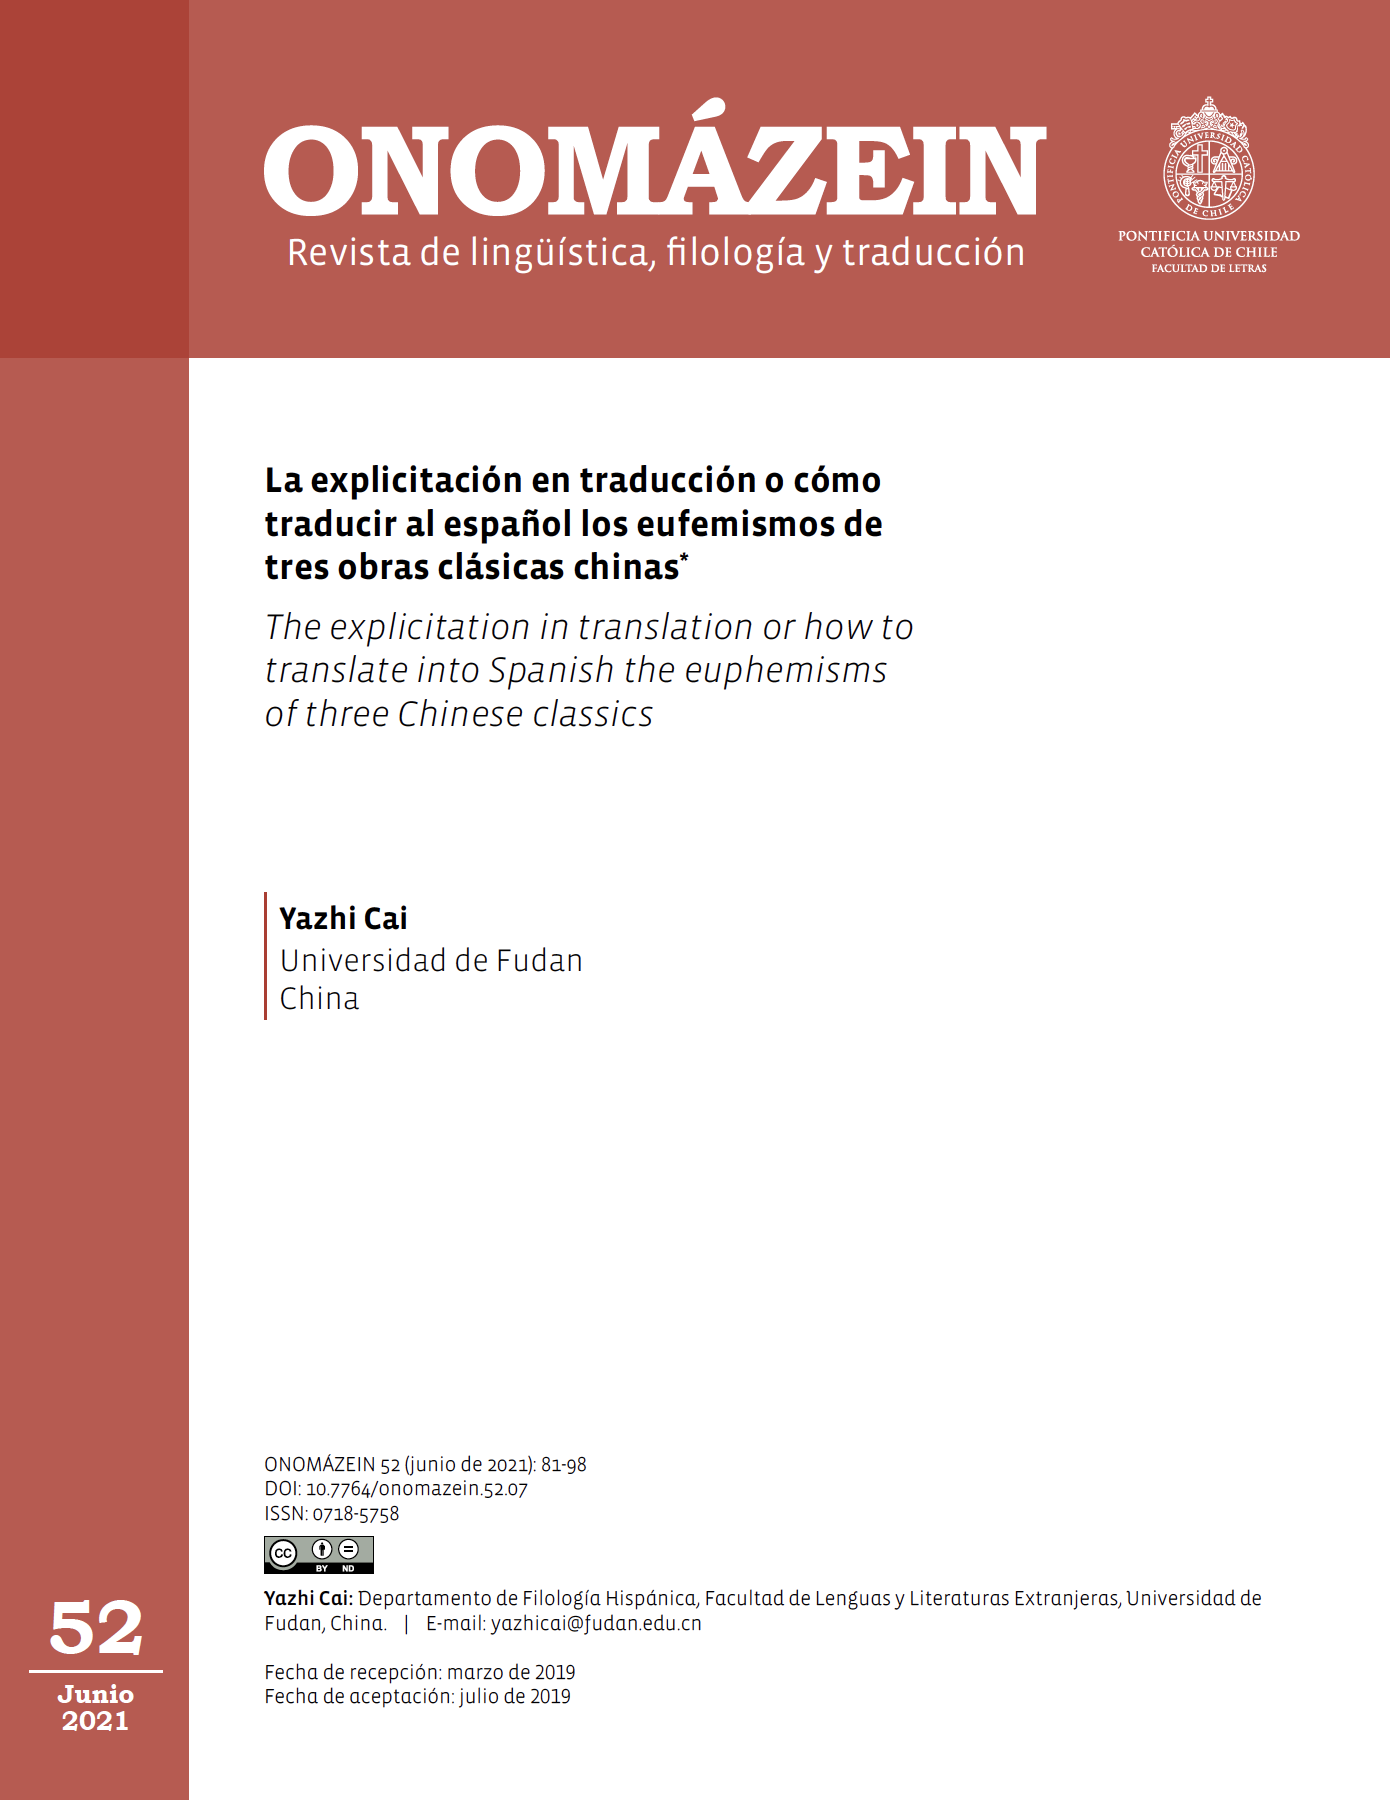 ONOMÁZEIN
Revista de lingüística, filología y traducción
PONTIFICIA UNIVERSIDAD CATÓLICA DE CHILE
PONTIFICIA UNIVERSIDAD
CATÓLICA DE CHILE
FACULTAD DE LETRAS
La explicitación en traducción o cómo
traducir al español los eufemismos de
tres obras clásicas chinas*
The explicitation in translation or how to
translate into Spanish the euphemisms
of three Chinese classics
Yazhi Cai
Universidad de Fudan
China
ONOMÁZEIN 52 (junio de 2021): 81-98
DOI: 10.7764/onomazein.52.07
ISSN: 0718-5758
CC BY ND
Yazhi Cai: Departamento de Filología Hispánica, Facultad de Lenguas y Literaturas Extranjeras, Universidad de
Fudan, China. | E-mail: yazhicai@fudan.edu.cn
Fecha de recepción: marzo de 2019
Fecha de aceptación: julio de 2019
52
Junio
2021